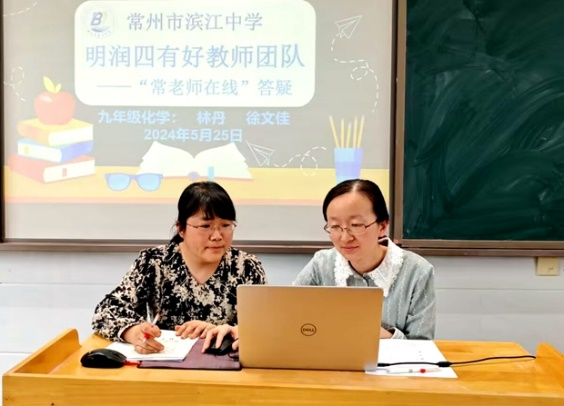 常州市滨江中学
明润四有好教师团队
——“常老师在线”答疑
九年级化学： 林丹 徐文佳
2024年5月25日
DELL